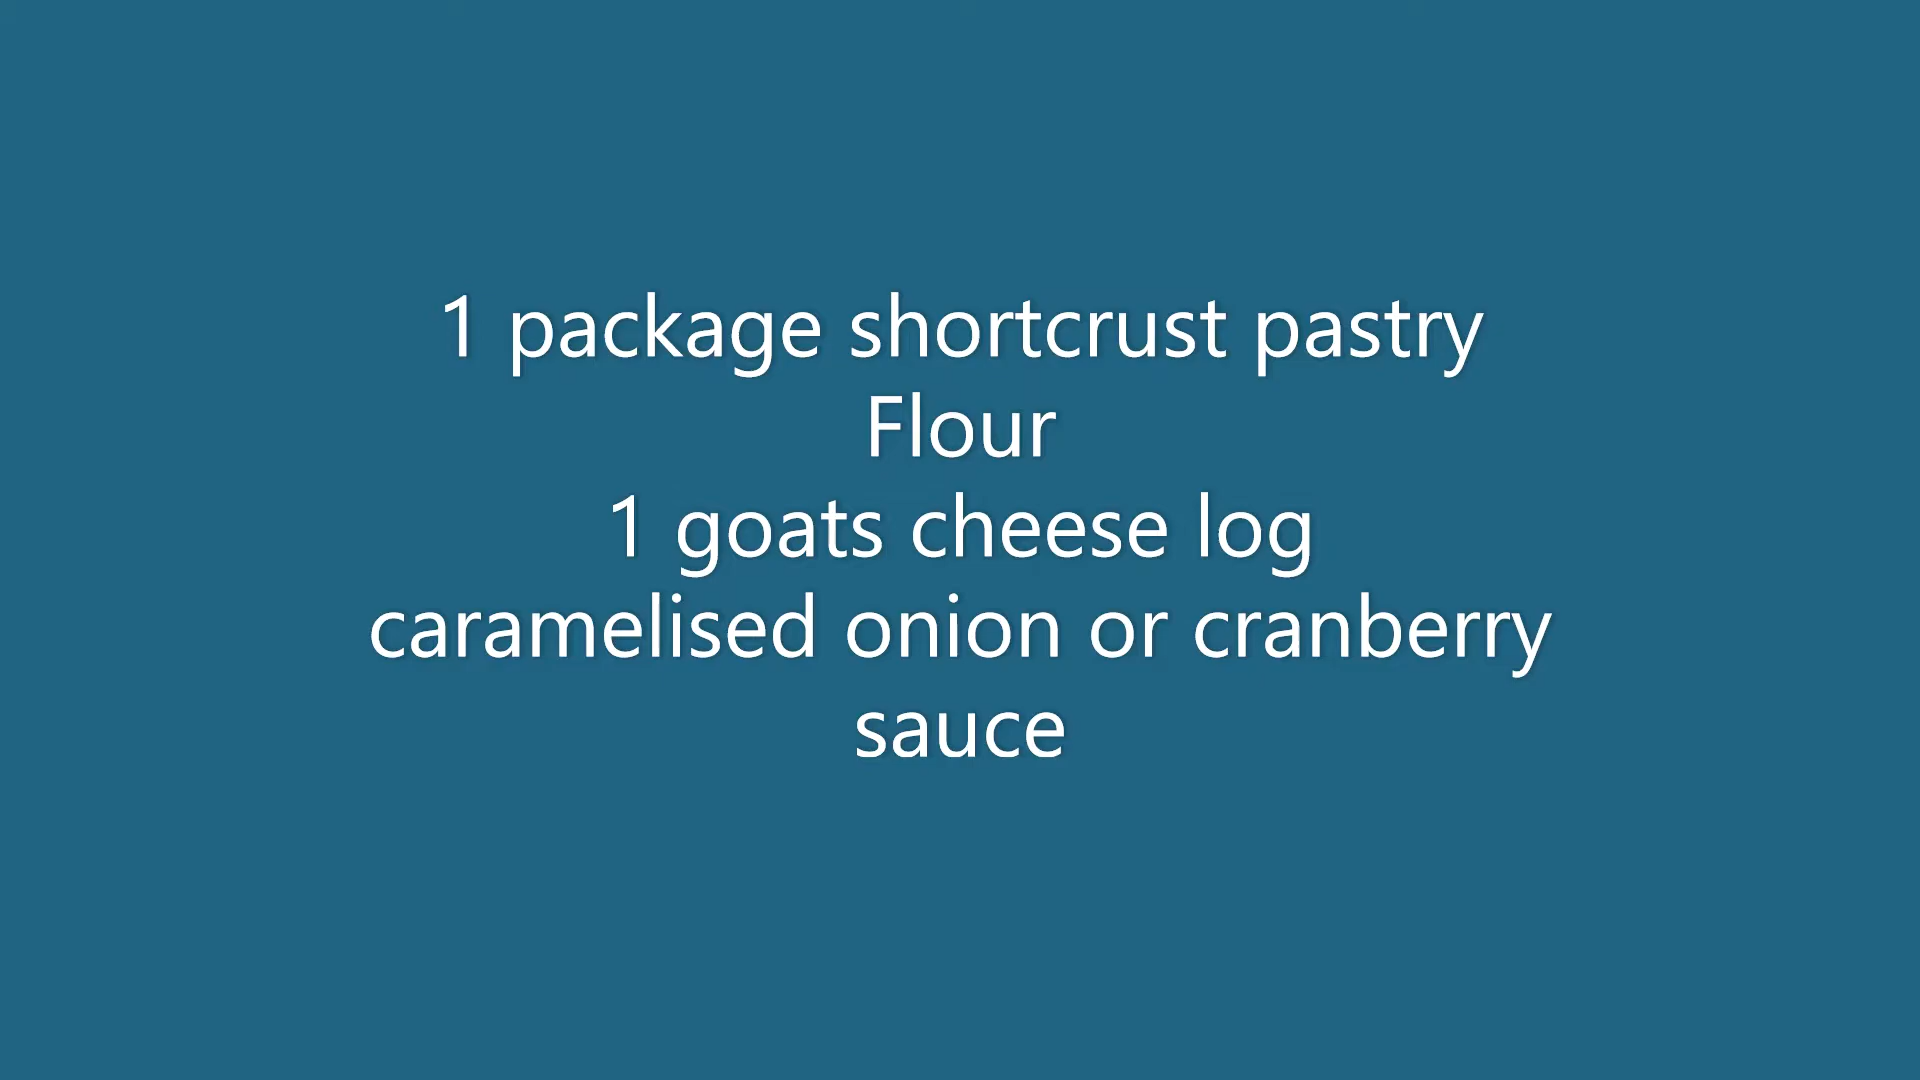 1 package shortcrust pastry
Flour
1 goats cheese log
caramelised onion or cranberry
sauce